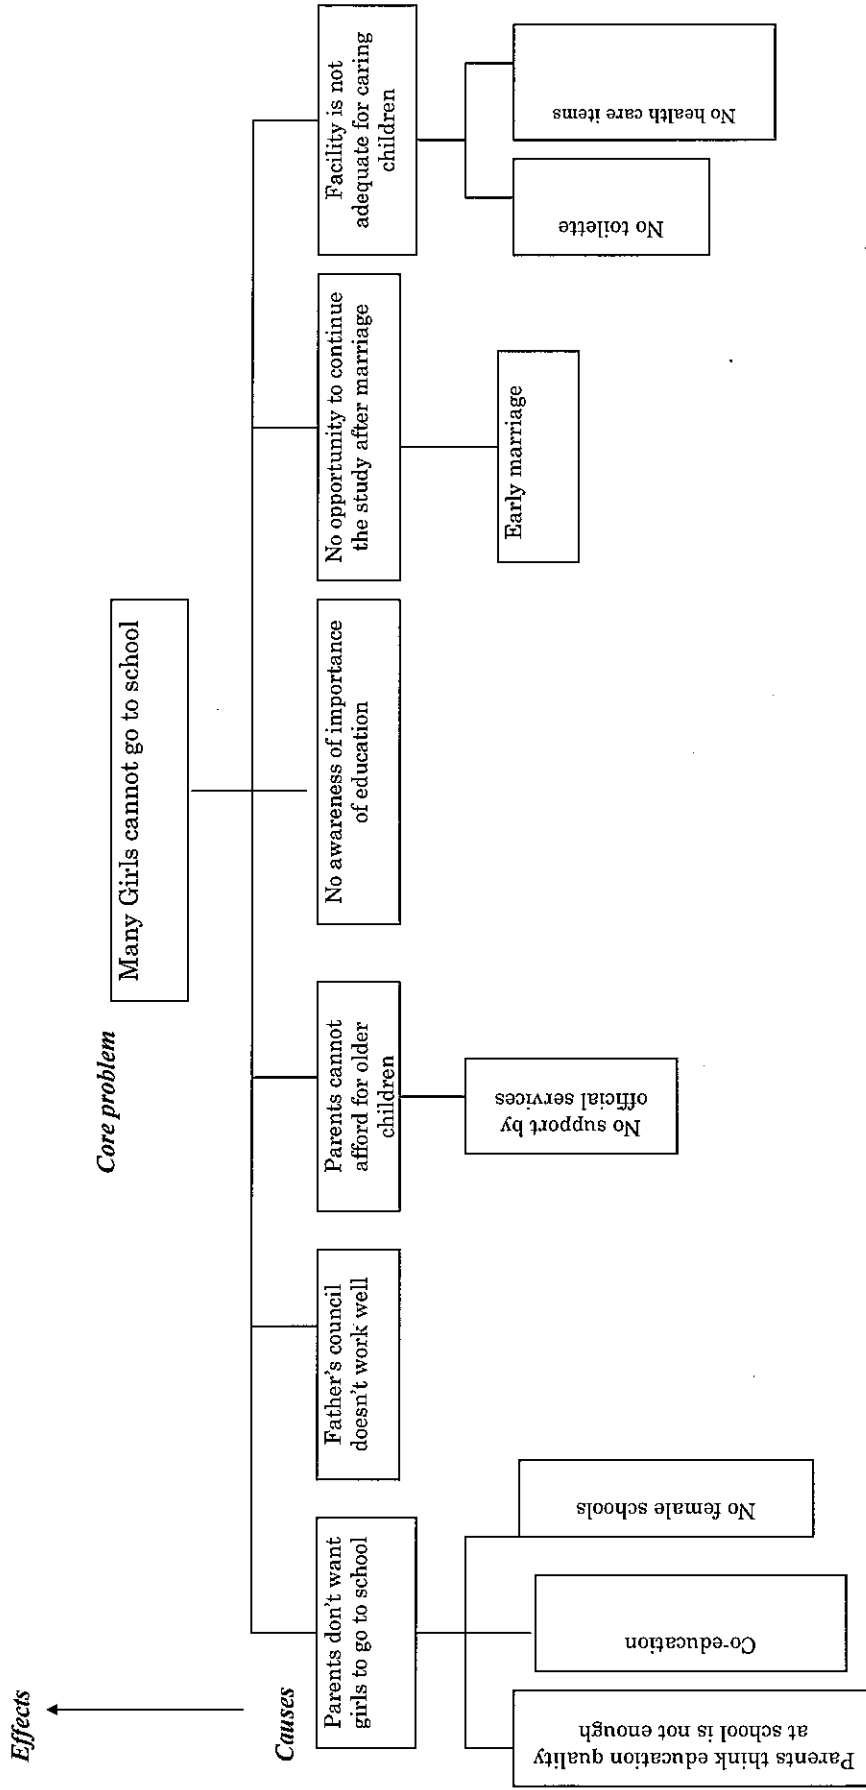 Effects
Core problem
Many Girls cannot go to school
Causes
Parents don't want
girls to go to school
Father's council
doesn't work well
Parents cannot
afford for older
children
No awareness of importance
of education
No opportunity to continue
the study after marriage
Facility is not
adequate for caring
children
Parents think education quality
at school is not enough
Co-education
No female schools
No support by
official services
Early marriage
No toilette
No health care items